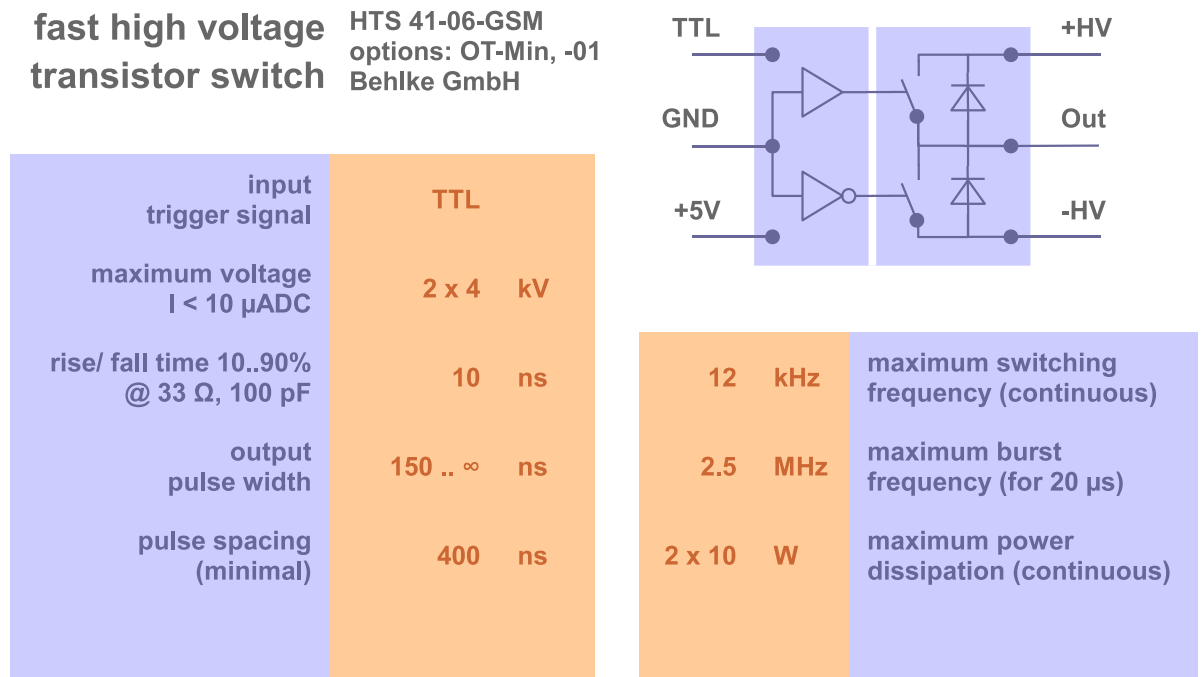 fast high voltage
transistor switch
HTS 41-06-GSM
options: OT-Min, -01
Behlke GmbH
TTL
GND
+5V
+HV
Out
-HV
input
trigger signal
TTL
maximum voltage
I < 10 µADC
2 x 4 kV
rise/ fall time 10..90%
@ 33 Ω, 100 pF
10 ns
output
pulse width
150 .. ∞ ns
pulse spacing
(minimal)
400 ns
12 kHz
maximum switching
frequency (continuous)
2.5 MHz
maximum burst
frequency (for 20 µs)
2 x 10 W
maximum power
dissipation (continuous)